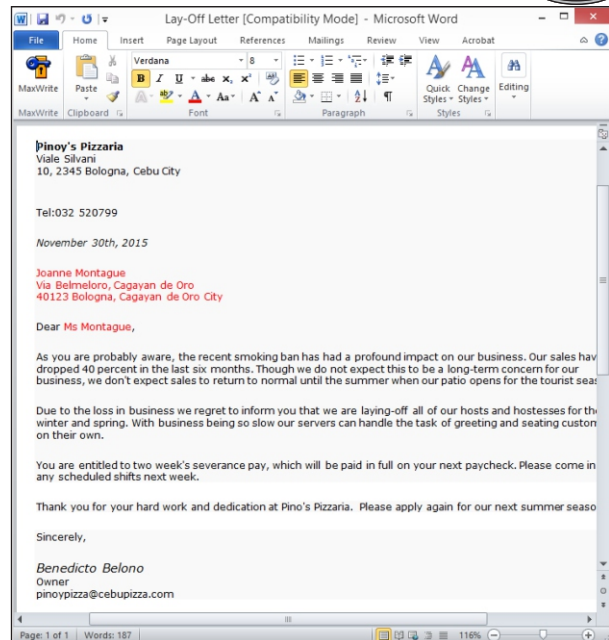 Lay-Off Letter [Compatibility Mode] - Microsoft Word
File Home Insert Page Layout References Mailings Review View Acrobat
Verdana 8
MaxWrite Paste B I U abe x, x² Aa A A Quick Styles Change Styles Editing
MaxWrite Clipboard Font Paragraph Styles
Pinoy's Pizzaria
Viale Silvani
10, 2345 Bologna, Cebu City
Tel:032 520799
November 30th, 2015
Joanne Montague
Via Belmeloro, Cagayan de Oro
40123 Bologna, Cagayan de Oro City
Dear Ms Montague,
As you are probably aware, the recent smoking ban has had a profound impact on our business. Our sales hav
dropped 40 percent in the last six months. Though we do not expect this to be a long-term concern for our
business, we don't expect sales to return to normal until the summer when our patio opens for the tourist seas
Due to the loss in business we regret to inform you that we are laying-off all of our hosts and hostesses for the
winter and spring. With business being so slow our servers can handle the task of greeting and seating custom
on their own.
You are entitled to two week's severance pay, which will be paid in full on your next paycheck. Please come in
any scheduled shifts next week.
Thank you for your hard work and dedication at Pino's Pizzaria. Please apply again for our next summer seaso
Sincerely,
Benedicto Belono
Owner
pinoypizza@cebupizza.com
Page: 1 of 1 Words: 187 116%